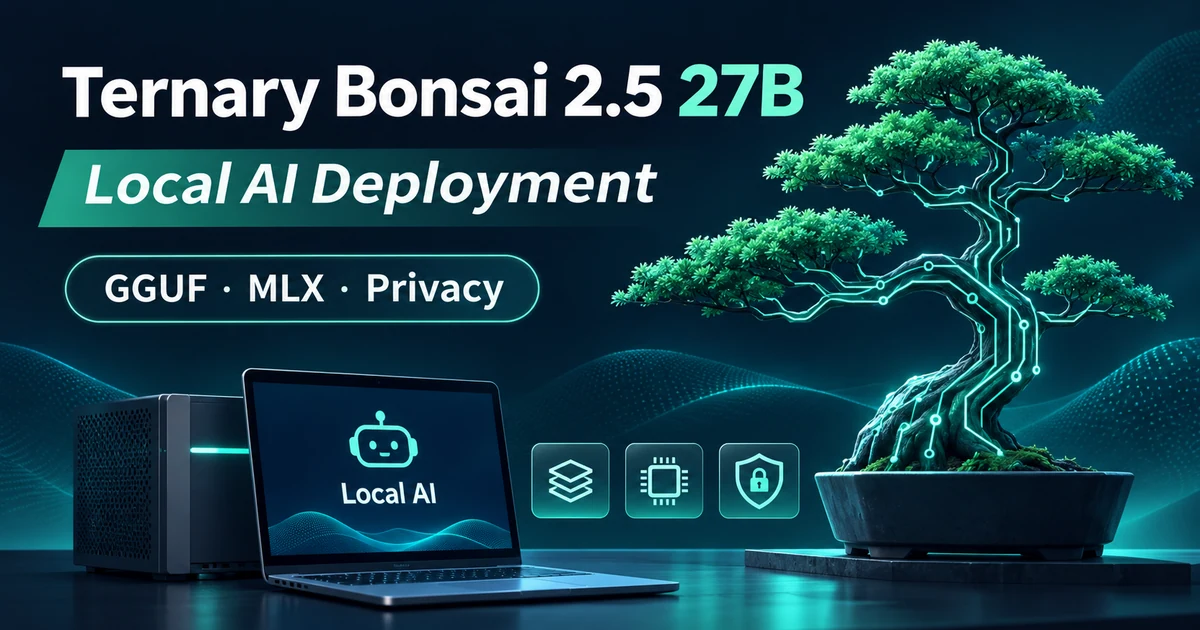 Ternary Bonsai 2.5 27B
Local AI Deployment
GGUF · MLX · Privacy
Local AI